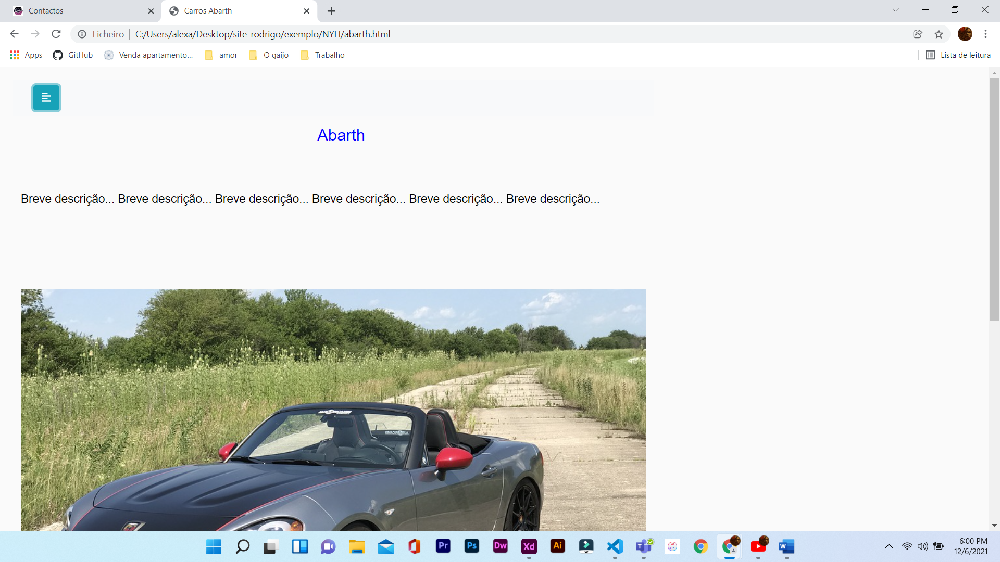 Contactos
Carros Abarth
Ficheiro
C:/Users/alexa/Desktop/site_rodrigo/exemplo/NYH/abarth.html
Apps
GitHub
Venda apartamento...
amor
O gaijo
Trabalho
Lista de leitura
Abarth
Breve descrição... Breve descrição... Breve descrição... Breve descrição... Breve descrição... Breve descrição...
Pr
Ps
Dw
Xd
Ai
T
W
6:00 PM
12/6/2021